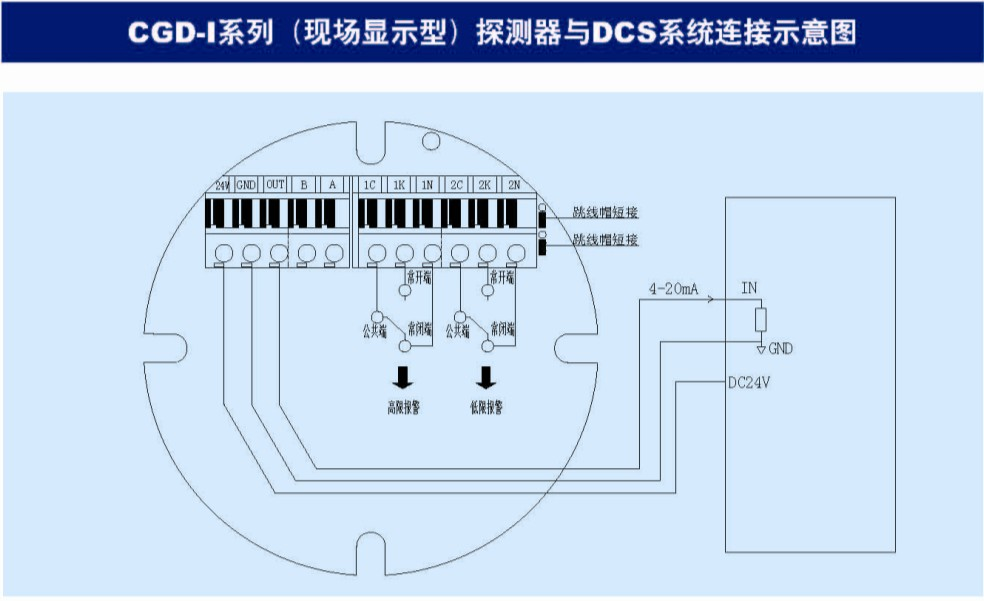 CGD-I系列（现场显示型）探测器与DCS系统连接示意图
24V GND OUT B A 1C 1K 1N 2C 2K 2N
跳线帽短接
跳线帽短接
常开端 常开端
4-20mA IN
公共端 常闭端 公共端 常闭端
GND
DC24V
高限报警 低限报警